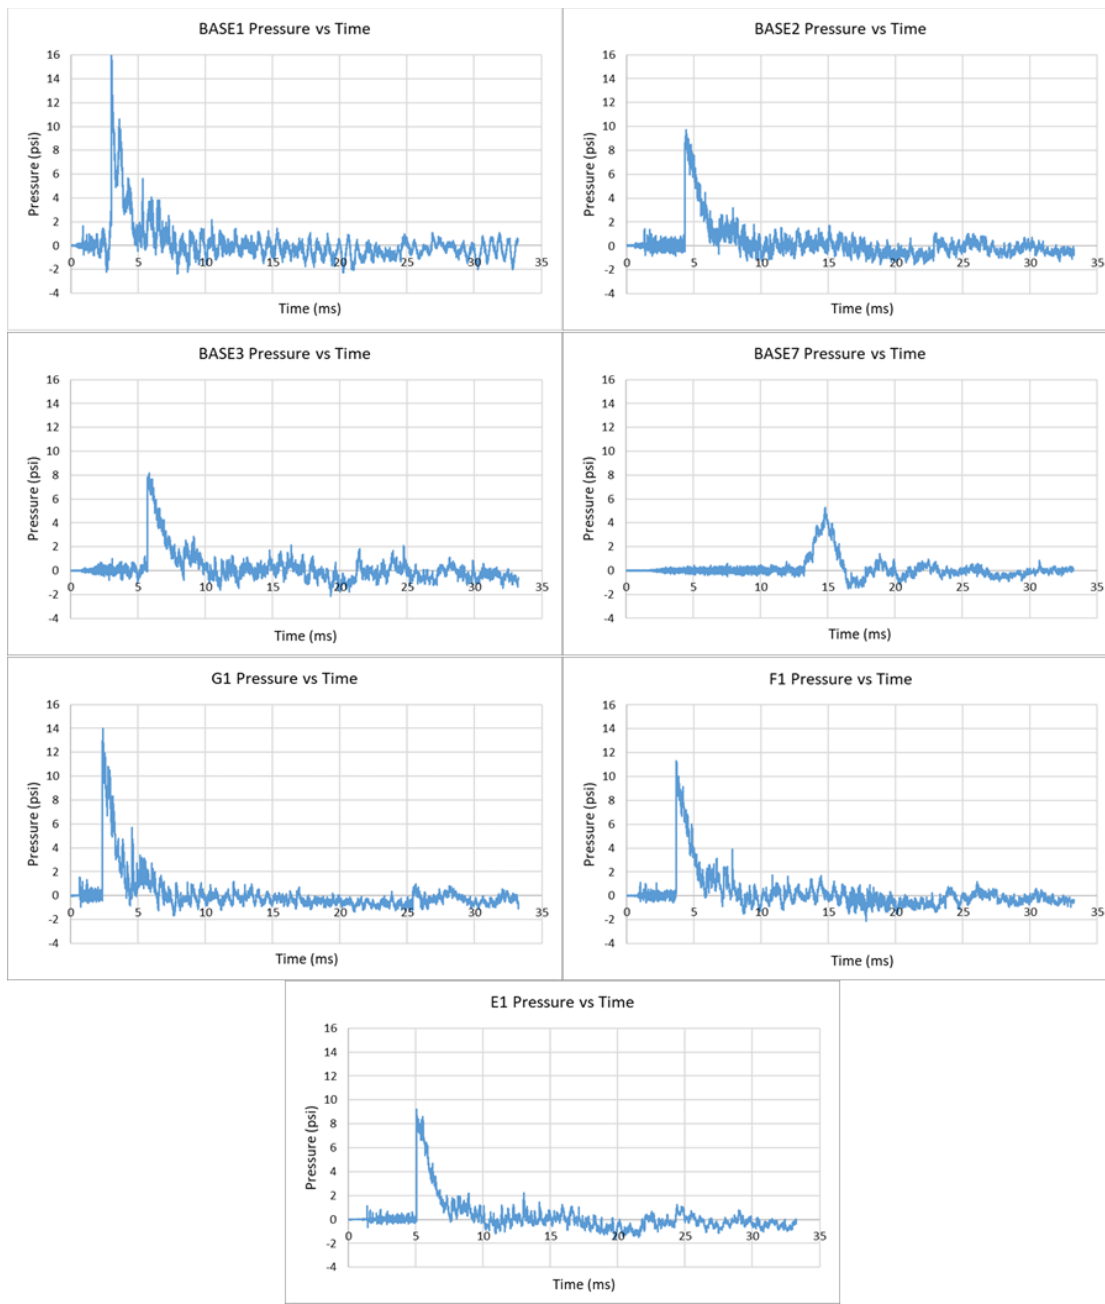 BASE1 Pressure vs Time
16
14
12
10
8
6
4
2
0
-2
-4
0 5 10 15 20 25 30 35
Pressure (psi)
Time (ms)
BASE2 Pressure vs Time
16
14
12
10
8
6
4
2
0
-2
-4
0 5 10 15 20 25 30 35
Pressure (psi)
Time (ms)
BASE3 Pressure vs Time
16
14
12
10
8
6
4
2
0
-2
-4
0 5 10 15 20 25 30 35
Pressure (psi)
Time (ms)
BASE7 Pressure vs Time
16
14
12
10
8
6
4
2
0
-2
-4
0 5 10 15 20 25 30 35
Pressure (psi)
Time (ms)
G1 Pressure vs Time
16
14
12
10
8
6
4
2
0
-2
-4
0 5 10 15 20 25 30 35
Pressure (psi)
Time (ms)
F1 Pressure vs Time
16
14
12
10
8
6
4
2
0
-2
-4
0 5 10 15 20 25 30 35
Pressure (psi)
Time (ms)
E1 Pressure vs Time
16
14
12
10
8
6
4
2
0
-2
-4
0 5 10 15 20 25 30 35
Pressure (psi)
Time (ms)